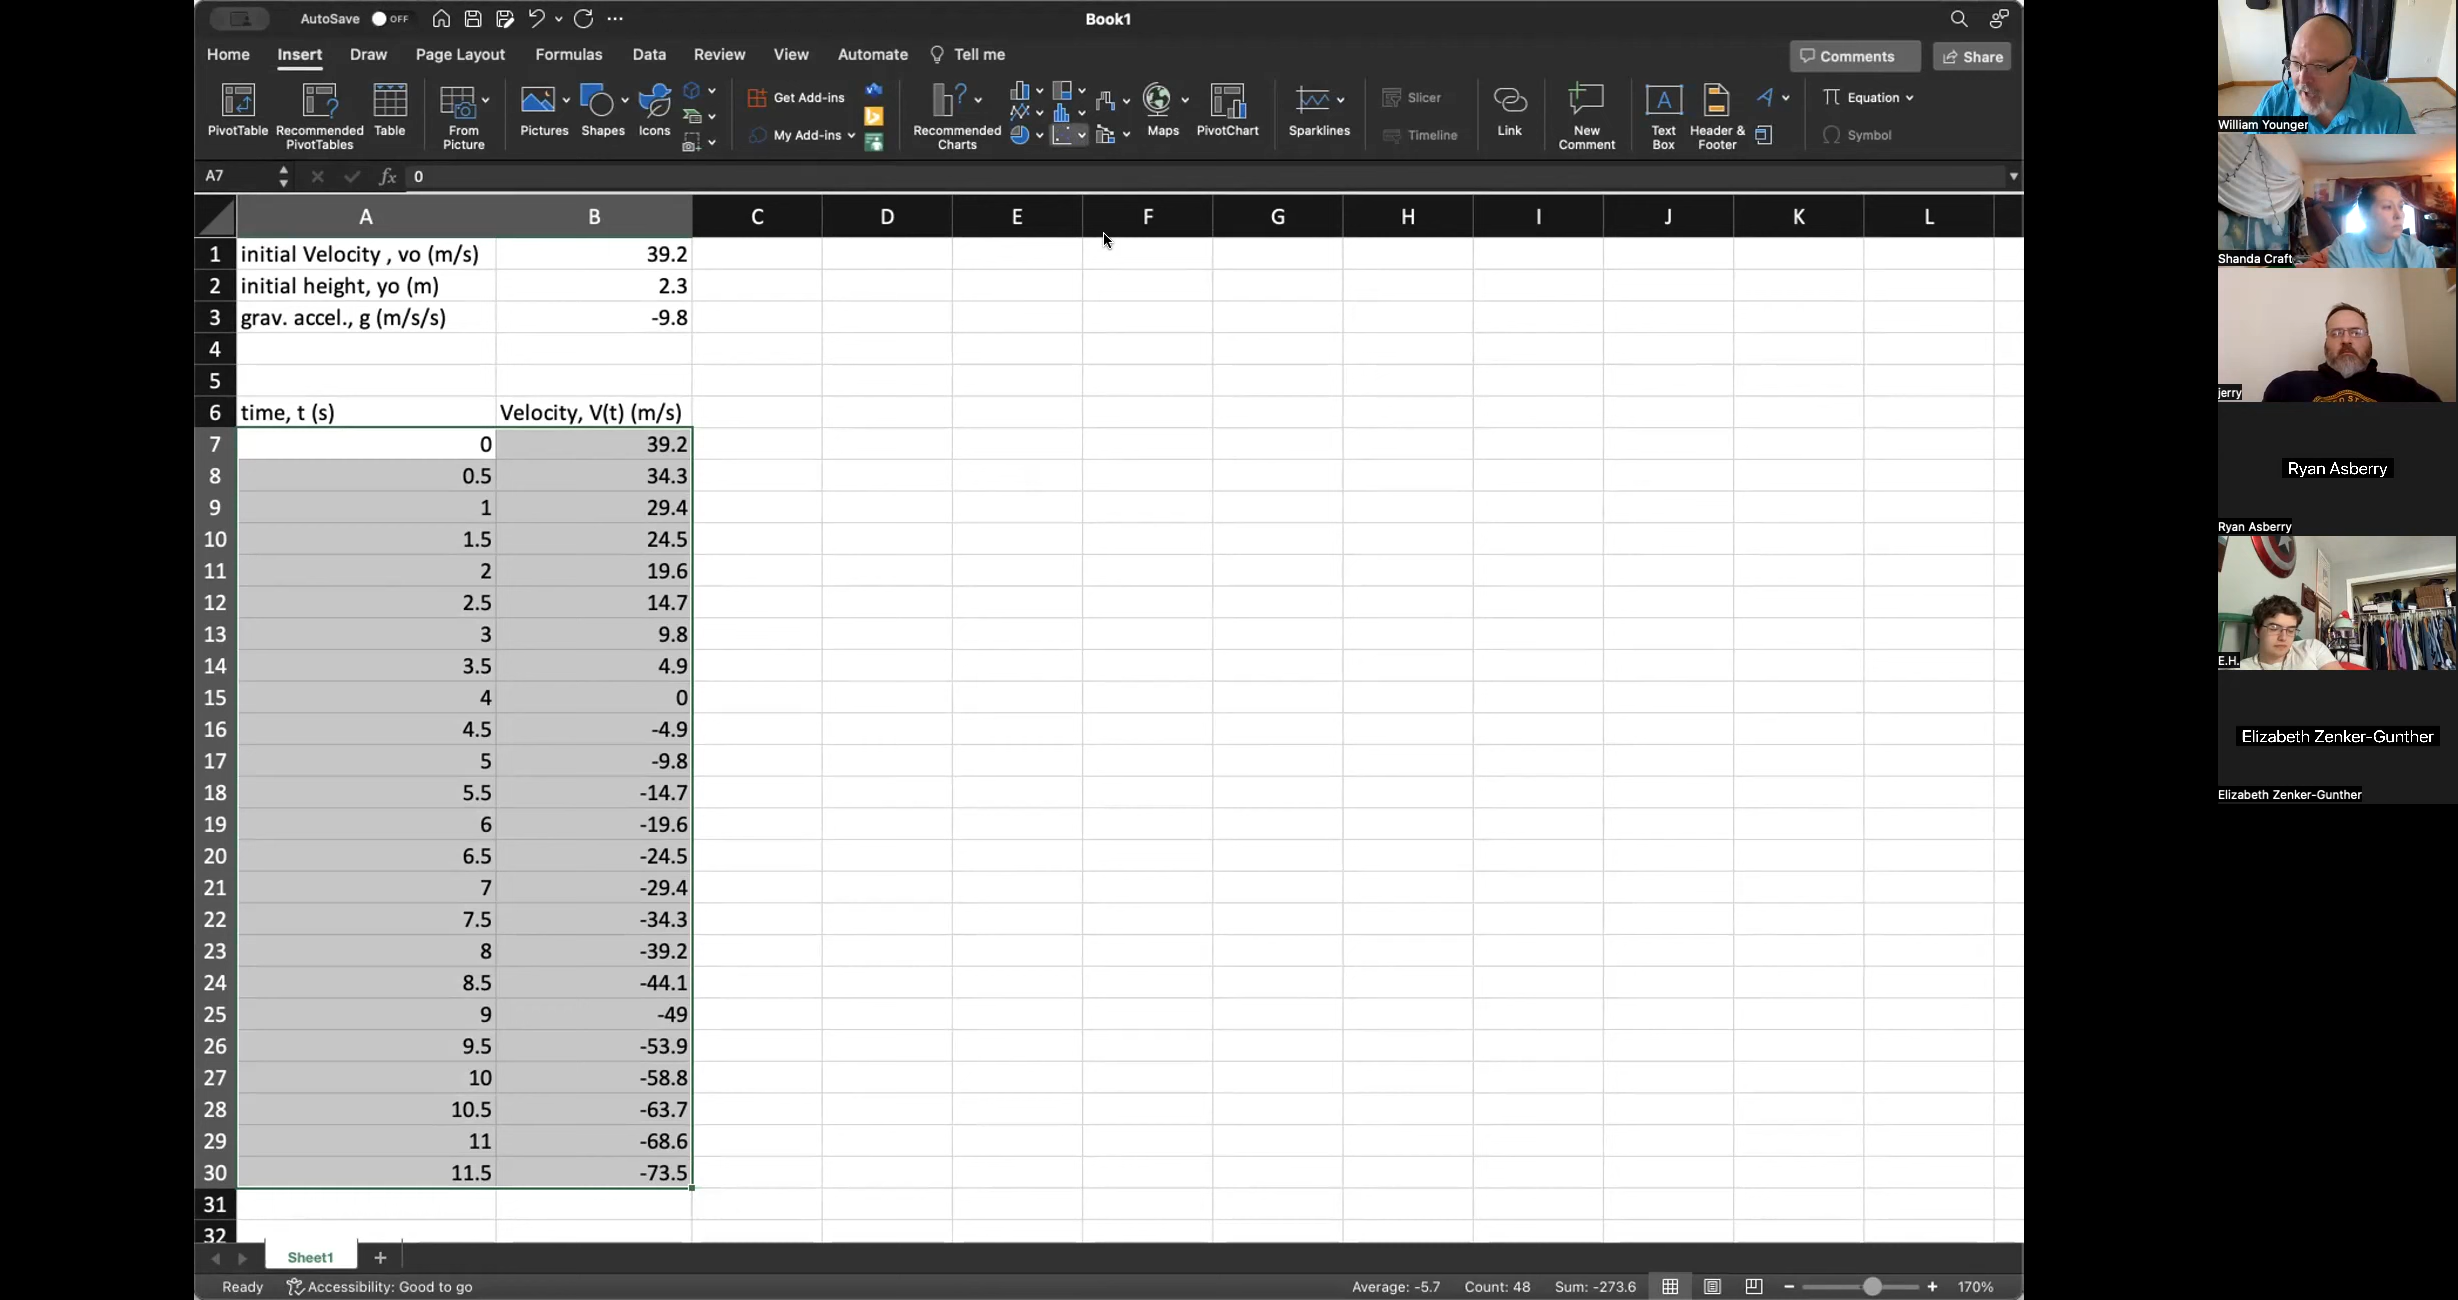 AutoSave OFF
Book1
Home Insert Draw Page Layout Formulas Data Review View Automate Tell me
Comments Share
PivotTable
Recommended PivotTables
Table
From Picture
Pictures
Shapes
Icons
Get Add-ins
My Add-ins
Recommended Charts
Maps
PivotChart
Sparklines
Slicer
Timeline
Link
New Comment
Text Box
Header & Footer
Equation
Symbol
A7 fx 0
A B C D E F G H I J K L
1 initial Velocity , vo (m/s) 39.2
2 initial height, yo (m) 2.3
3 grav. accel., g (m/s/s) -9.8
4
5
6 time, t (s) Velocity, V(t) (m/s)
7 0 39.2
8 0.5 34.3
9 1 29.4
10 1.5 24.5
11 2 19.6
12 2.5 14.7
13 3 9.8
14 3.5 4.9
15 4 0
16 4.5 -4.9
17 5 -9.8
18 5.5 -14.7
19 6 -19.6
20 6.5 -24.5
21 7 -29.4
22 7.5 -34.3
23 8 -39.2
24 8.5 -44.1
25 9 -49
26 9.5 -53.9
27 10 -58.8
28 10.5 -63.7
29 11 -68.6
30 11.5 -73.5
31
32
Sheet1
Ready Accessibility: Good to go Average: -5.7 Count: 48 Sum: -273.6 170%
William Younger
Shanda Craft
jerry
Ryan Asberry
Ryan Asberry
E.H.
Elizabeth Zenker-Gunther
Elizabeth Zenker-Gunther